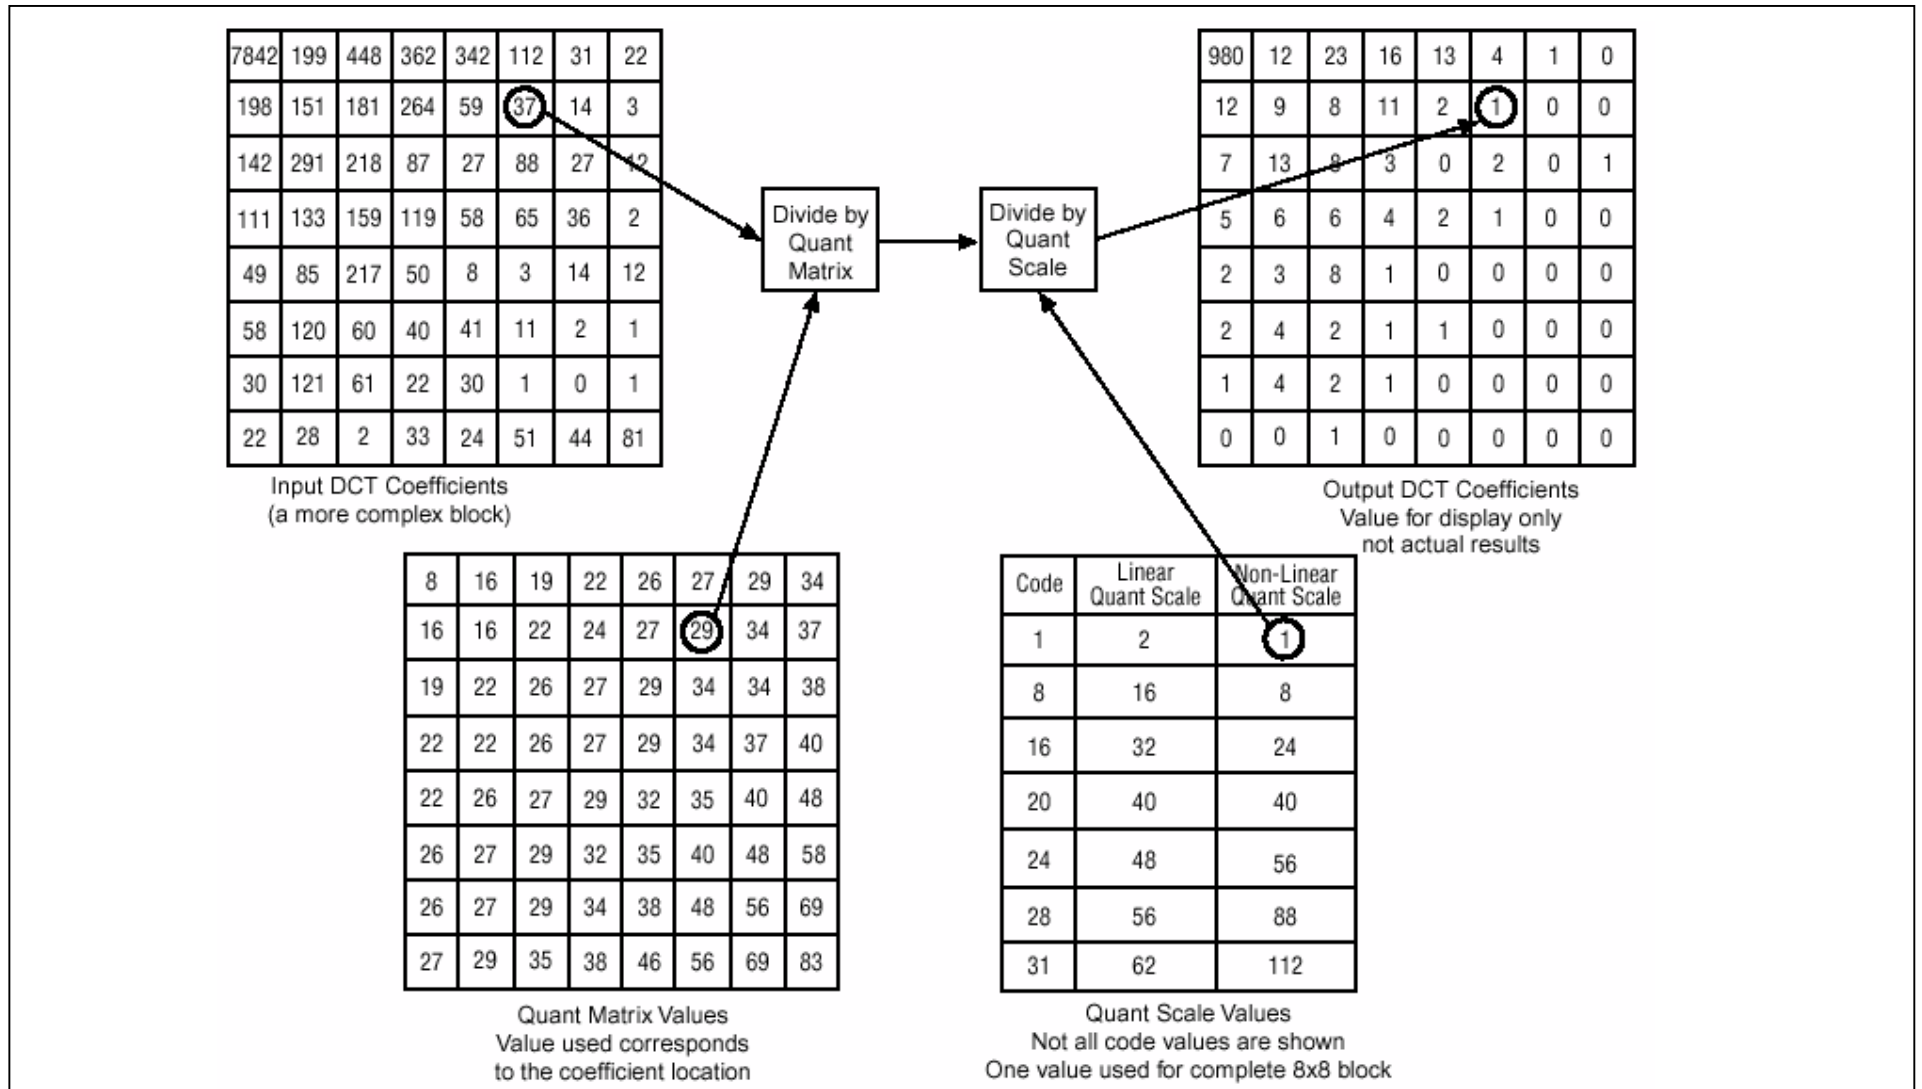 7842 199 448 362 342 112 31 22
198 151 181 264 59 37 14 3
142 291 218 87 27 88 27 12
111 133 159 119 58 65 36 2
49 85 217 50 8 3 14 12
58 120 60 40 41 11 2 1
30 121 61 22 30 1 0 1
22 28 2 33 24 51 44 81
Input DCT Coefficients
(a more complex block)
Divide by
Quant
Matrix
Divide by
Quant
Scale
980 12 23 16 13 4 1 0
12 9 8 11 2 1 0 0
7 13 8 3 0 2 0 1
5 6 6 4 2 1 0 0
2 3 8 1 0 0 0 0
2 4 2 1 1 0 0 0
1 4 2 1 0 0 0 0
0 0 1 0 0 0 0 0
Output DCT Coefficients
Value for display only
not actual results
8 16 19 22 26 27 29 34
16 16 22 24 27 29 34 37
19 22 26 27 29 34 34 38
22 22 26 27 29 34 37 40
22 26 27 29 32 35 40 48
26 27 29 32 35 40 48 58
26 27 29 34 38 48 56 69
27 29 35 38 46 56 69 83
Quant Matrix Values
Value used corresponds
to the coefficient location
Code Linear Quant Scale Non-Linear Quant Scale
1 2 1
8 16 8
16 32 24
20 40 40
24 48 56
28 56 88
31 62 112
Quant Scale Values
Not all code values are shown
One value used for complete 8x8 block